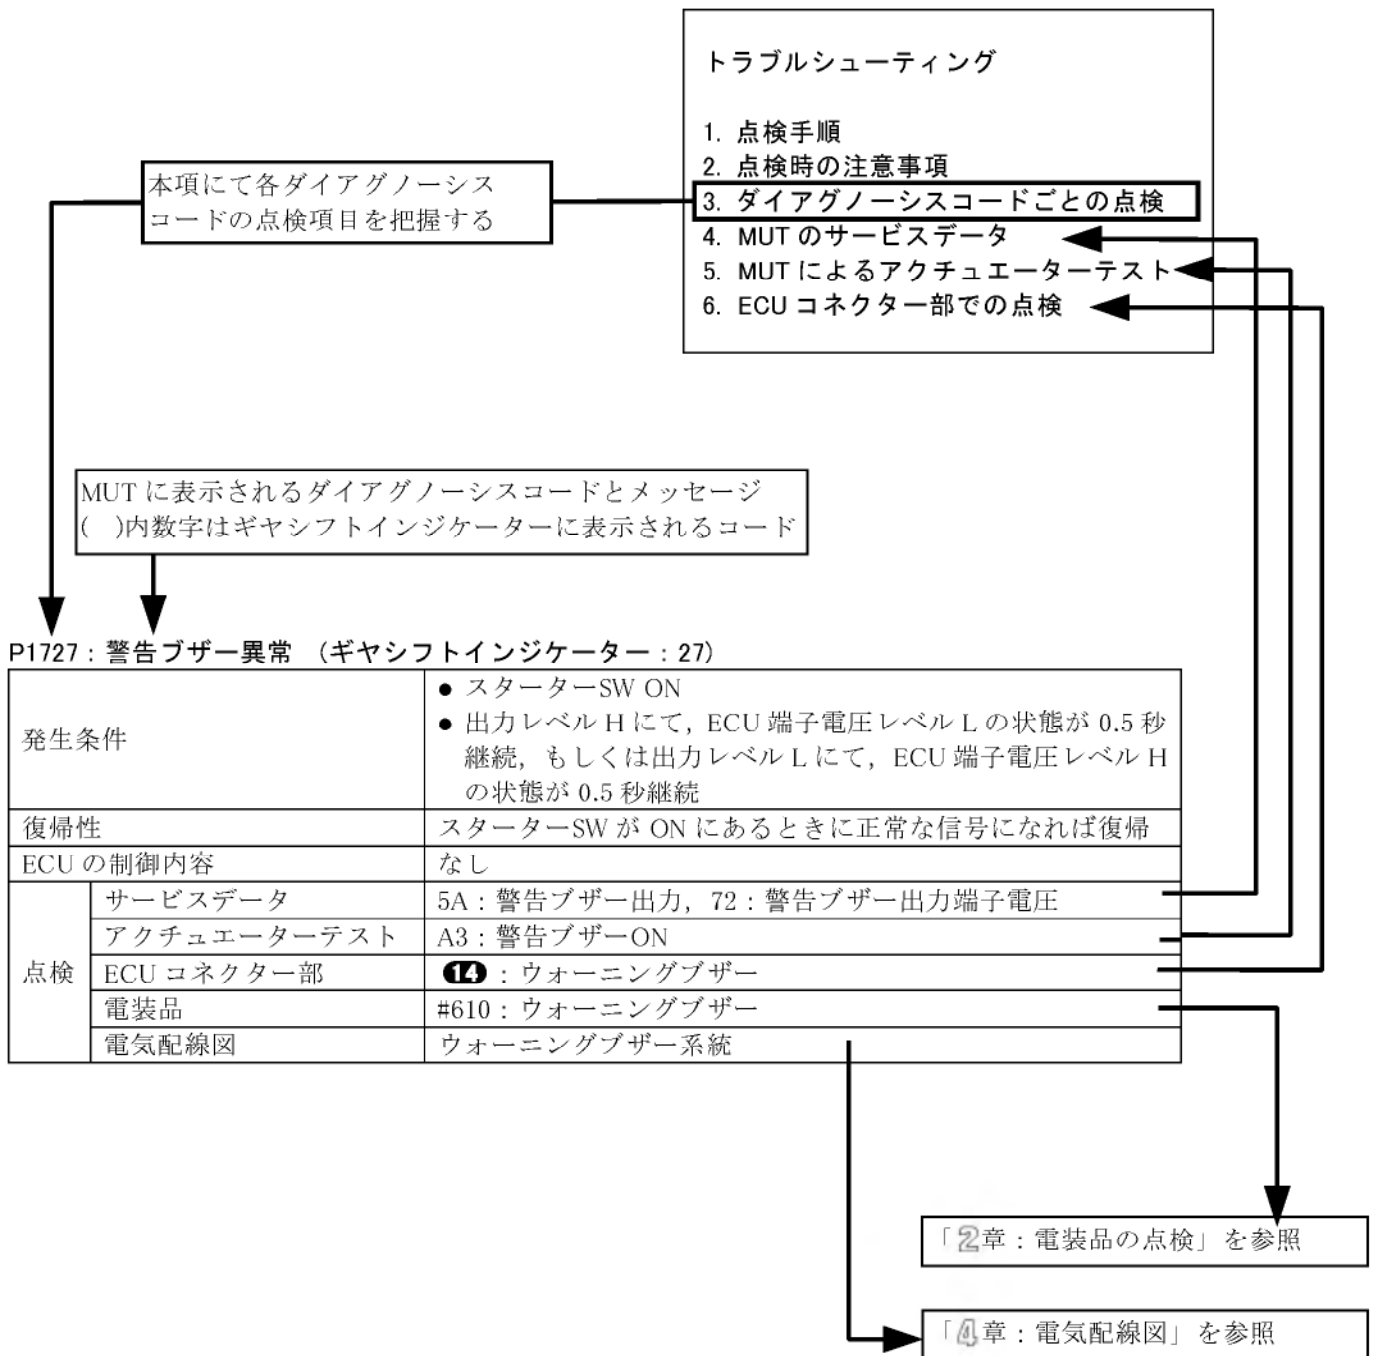 トラブルシューティング
1. 点検手順
2. 点検時の注意事項
3. ダイアグノーシスコードごとの点検
4. MUT のサービスデータ
5. MUT によるアクチュエーターテスト
6. ECU コネクター部での点検
本項にて各ダイアグノーシス
コードの点検項目を把握する
MUT に表示されるダイアグノーシスコードとメッセージ
(　)内数字はギヤシフトインジケーターに表示されるコード
P1727：警告ブザー異常 （ギヤシフトインジケーター：27）
発生条件
● スターターSW ON
● 出力レベル H にて，ECU 端子電圧レベル L の状態が 0.5 秒
継続，もしくは出力レベル L にて，ECU 端子電圧レベル H
の状態が 0.5 秒継続
復帰性 スターターSW が ON にあるときに正常な信号になれば復帰
ECU の制御内容 なし
点検
サービスデータ 5A：警告ブザー出力，72：警告ブザー出力端子電圧
アクチュエーターテスト A3：警告ブザーON
ECU コネクター部 14：ウォーニングブザー
電装品 #610：ウォーニングブザー
電気配線図 ウォーニングブザー系統
「2章：電装品の点検」を参照
「4章：電気配線図」を参照